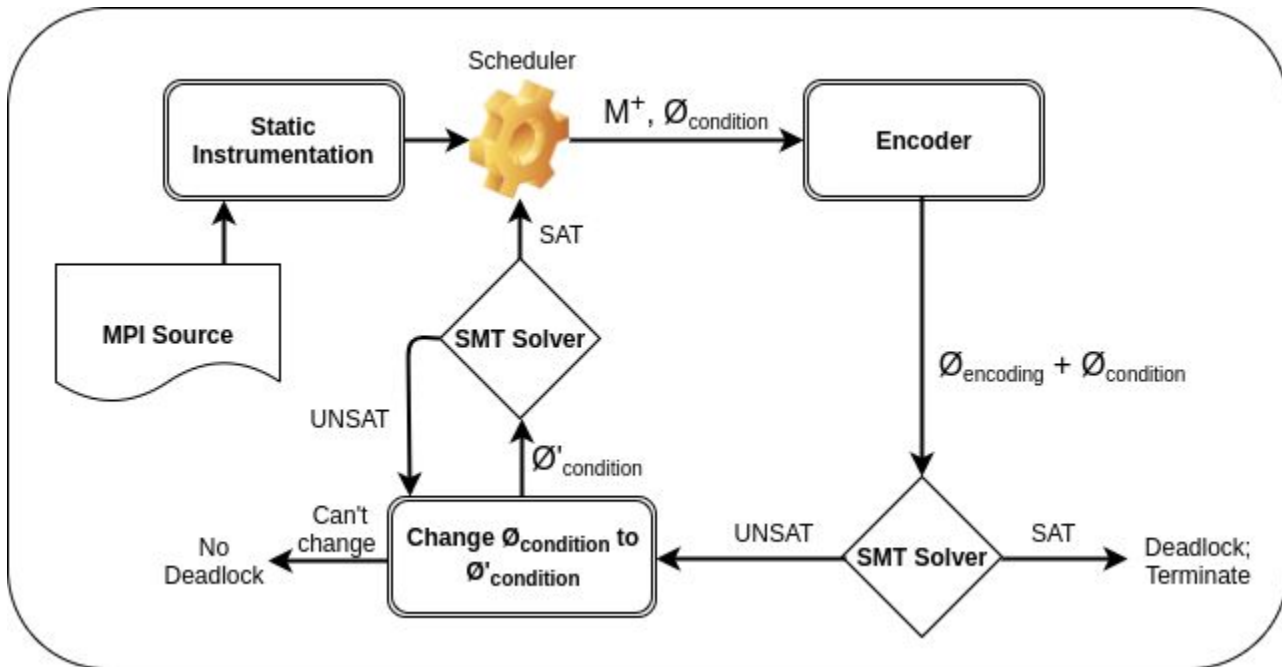 Scheduler
Static
Instrumentation
M⁺, Ø_condition
Encoder
SAT
MPI Source
SMT Solver
Ø_encoding + Ø_condition
UNSAT
Ø'_condition
Can't
change
No
Deadlock
Change Ø_condition to
Ø'_condition
UNSAT
SMT Solver
SAT
Deadlock;
Terminate